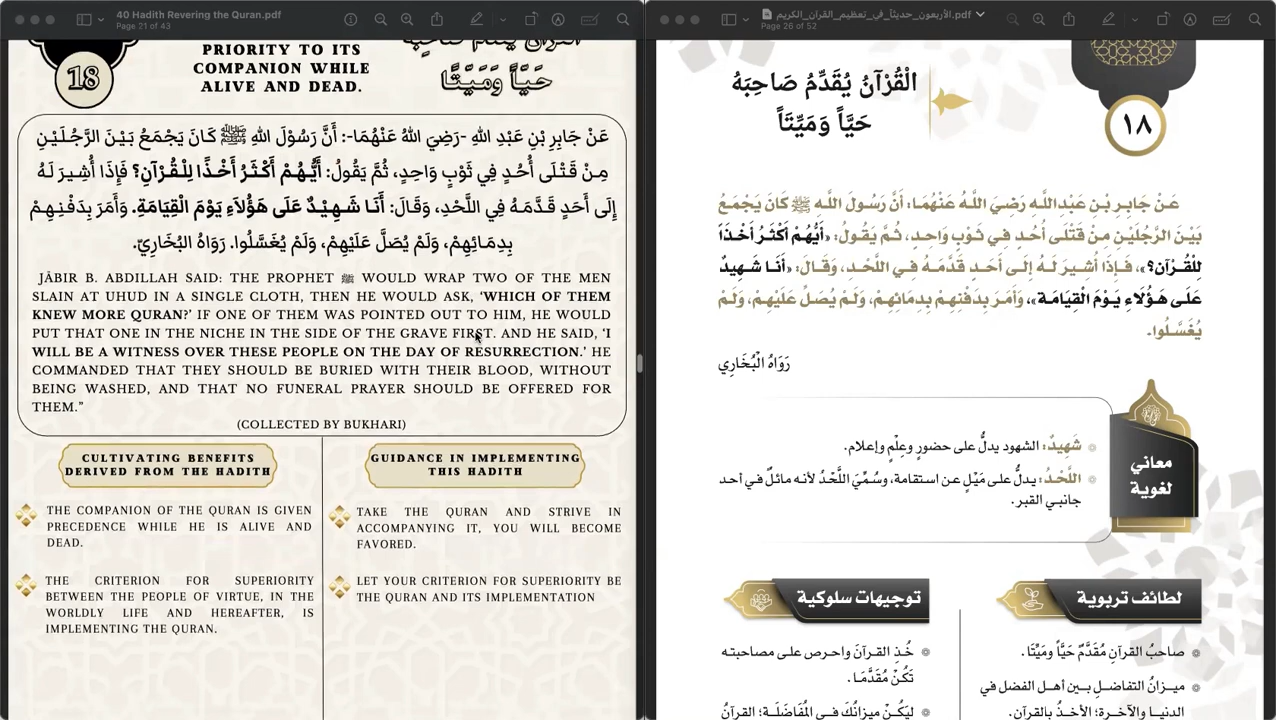 40 Hadith Revering the Quran.pdf
Page 21 of 43
18
PRIORITY TO ITS
COMPANION WHILE
ALIVE AND DEAD.
حَيَّاً وَمَيَـتًا
عَنْ جَابِرِ بْنِ عَبْدِ اللهِ -رَضِيَ اللهُ عَنْهُمَا-: أَنَّ رَسُوْلَ اللهِ ﷺ كَانَ يَجْمَعُ بَيْنَ الرَّجُلَيْنِ
مِنْ قَتْلَى أُحُدٍ فِي ثَوْبٍ وَاحِدٍ، ثُمَّ يَقُولُ: أَيُّهُمْ أَكْثَرُ أَخْذًا لِلْقُرْآنِ؟ فَإِذَا أُشِيرَ لَهُ
إِلَى أَحَدٍ قَدَّمَهُ فِي اللَّحْدِ، وَقَالَ: أَنَا شَهِيْدٌ عَلَى هَؤُلَاءِ يَوْمَ الْقِيَامَةِ. وَأَمَرَ بِدَفْنِهِمْ
بِدِمَائِهِمْ، وَلَمْ يُصَلَّ عَلَيْهِمْ، وَلَمْ يُغَسَّلُوا. رَوَاهُ البُخَارِيّ.
JĀBIR B. ABDILLAH SAID: THE PROPHET ﷺ WOULD WRAP TWO OF THE MEN
SLAIN AT UHUD IN A SINGLE CLOTH, THEN HE WOULD ASK, 'WHICH OF THEM
KNEW MORE QURAN?' IF ONE OF THEM WAS POINTED OUT TO HIM, HE WOULD
PUT THAT ONE IN THE NICHE IN THE SIDE OF THE GRAVE FIRST. AND HE SAID, 'I
WILL BE A WITNESS OVER THESE PEOPLE ON THE DAY OF RESURRECTION.' HE
COMMANDED THAT THEY SHOULD BE BURIED WITH THEIR BLOOD, WITHOUT
BEING WASHED, AND THAT NO FUNERAL PRAYER SHOULD BE OFFERED FOR
THEM.”
(COLLECTED BY BUKHARI)
CULTIVATING BENEFITS
DERIVED FROM THE HADITH
THE COMPANION OF THE QURAN IS GIVEN
PRECEDENCE WHILE HE IS ALIVE AND
DEAD.
THE CRITERION FOR SUPERIORITY
BETWEEN THE PEOPLE OF VIRTUE, IN THE
WORLDLY LIFE AND HEREAFTER, IS
IMPLEMENTING THE QURAN.
GUIDANCE IN IMPLEMENTING
THIS HADITH
TAKE THE QURAN AND STRIVE IN
ACCOMPANYING IT, YOU WILL BECOME
FAVORED.
LET YOUR CRITERION FOR SUPERIORITY BE
THE QURAN AND ITS IMPLEMENTATION
الأربعون_حديثاً_في_تعظيم_القرآن_الكريم.pdf
Page 26 of 52
١٨
الْقُرْآنُ يُقَدِّمُ صَاحِبَهُ
حَيَّاً وَمَيِّتَاً
عَنْ جَابِرِ بْنِ عَبْدِاللَّهِ رَضِيَ اللَّهُ عَنْهُمَا: أَنَّ رَسُولَ اللَّهِ ﷺ كَانَ يَجْمَعُ
بَيْنَ الرَّجُلَيْنِ مِنْ قَتْلَى أُحُدٍ فِي ثَوْبٍ وَاحِدٍ، ثُمَّ يَقُولُ: «أَيُّهُمْ أَكْثَرُ أَخْذَاً
لِلْقُرْآنِ؟»، فَإِذَا أُشِيرَ لَهُ إِلَى أَحَدٍ قَدَّمَهُ فِي اللَّحْدِ، وَقَالَ: «أَنَا شَهِيدٌ
عَلَى هَؤُلَاءِ يَوْمَ الْقِيَامَةِ»، وَأَمَرَ بِدَفْنِهِمْ بِدِمَائِهِمْ، وَلَمْ يُصَلِّ عَلَيْهِمْ، وَلَمْ
يُغَسَّلُوا.
رَوَاهُ الْبُخَارِي
معاني
لغوية
شَهِيدٌ: الشهود يدلُّ على حضورٍ وعِلْمٍ وإعلام.
اللَّحْدُ: يدلُّ على مَيْلٍ عن استقامة، وسُمِّيَ اللَّحْدُ لأنه مائلٌ في أحد
جانبي القبر.
لطائف تربوية
صاحبُ القرآنِ مُقَدَّمٌ حَيَّاً ومَيِّتَا.
ميزانُ التفاضلِ بين أهل الفضل في
الدنيا والآخرة؛ الأخذُ بالقرآن.
توجيهات سلوكية
خُذِ القرآنَ واحرص على مصاحبته
تَكُنْ مُقَدَّمَا.
ليَكُنْ ميزانُكَ في المُفَاضَلَة؛ القرآنُ